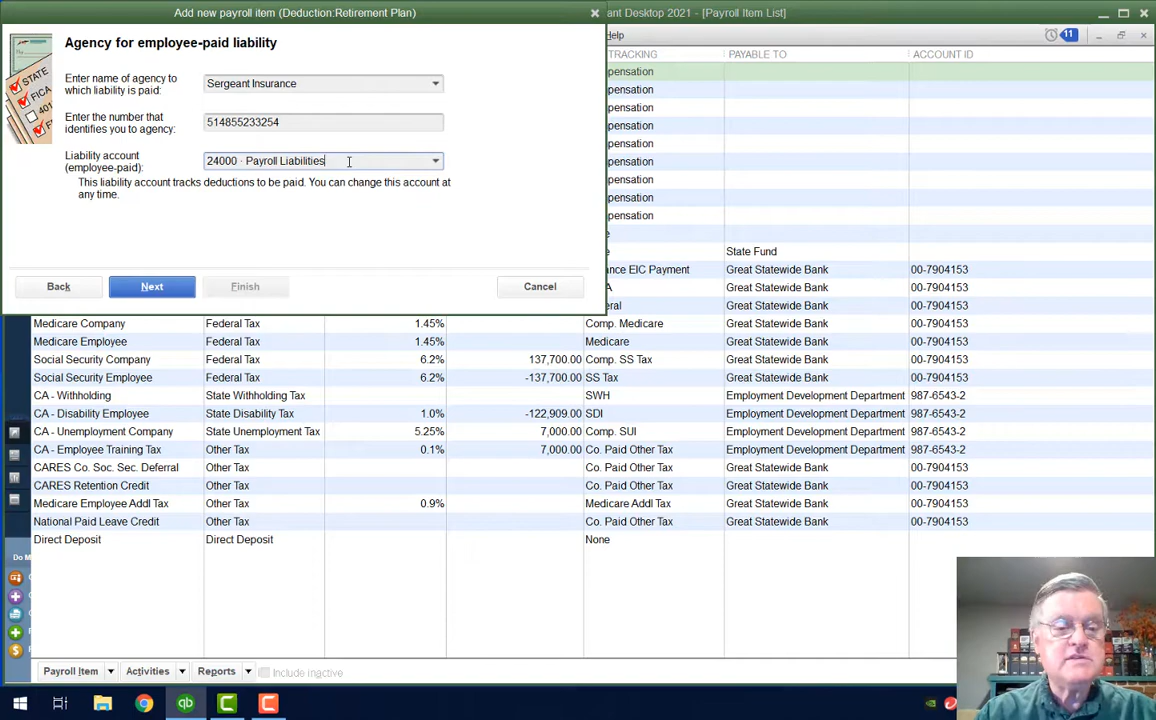 Add new payroll item (Deduction:Retirement Plan)
ant Desktop 2021 - [Payroll Item List]
Agency for employee-paid liability
Help
11
TRACKING PAYABLE TO ACCOUNT ID
Enter name of agency to
which liability is paid:
Sergeant Insurance
Enter the number that
identifies you to agency:
514855233254
Liability account
(employee-paid):
24000 · Payroll Liabilities
This liability account tracks deductions to be paid. You can change this account at
any time.
Back Next Finish Cancel
pensation
pensation
pensation
pensation
pensation
pensation
pensation
pensation
pensation
e
e State Fund
ance EIC Payment Great Statewide Bank 00-7904153
A Great Statewide Bank 00-7904153
eral Great Statewide Bank 00-7904153
Medicare Company Federal Tax 1.45% Comp. Medicare Great Statewide Bank 00-7904153
Medicare Employee Federal Tax 1.45% Medicare Great Statewide Bank 00-7904153
Social Security Company Federal Tax 6.2% 137,700.00 Comp. SS Tax Great Statewide Bank 00-7904153
Social Security Employee Federal Tax 6.2% -137,700.00 SS Tax Great Statewide Bank 00-7904153
CA - Withholding State Withholding Tax SWH Employment Development Department 987-6543-2
CA - Disability Employee State Disability Tax 1.0% -122,909.00 SDI Employment Development Department 987-6543-2
CA - Unemployment Company State Unemployment Tax 5.25% 7,000.00 Comp. SUI Employment Development Department 987-6543-2
CA - Employee Training Tax Other Tax 0.1% 7,000.00 Co. Paid Other Tax Employment Development Department 987-6543-2
CARES Co. Soc. Sec. Deferral Other Tax Co. Paid Other Tax Great Statewide Bank 00-7904153
CARES Retention Credit Other Tax Co. Paid Other Tax Great Statewide Bank 00-7904153
Medicare Employee Addl Tax Other Tax 0.9% Medicare Addl Tax Great Statewide Bank 00-7904153
National Paid Leave Credit Other Tax Co. Paid Other Tax Great Statewide Bank 00-7904153
Direct Deposit Direct Deposit None
Do M
Payroll Item Activities Reports Include inactive
STATE
FICA
401
F
qb